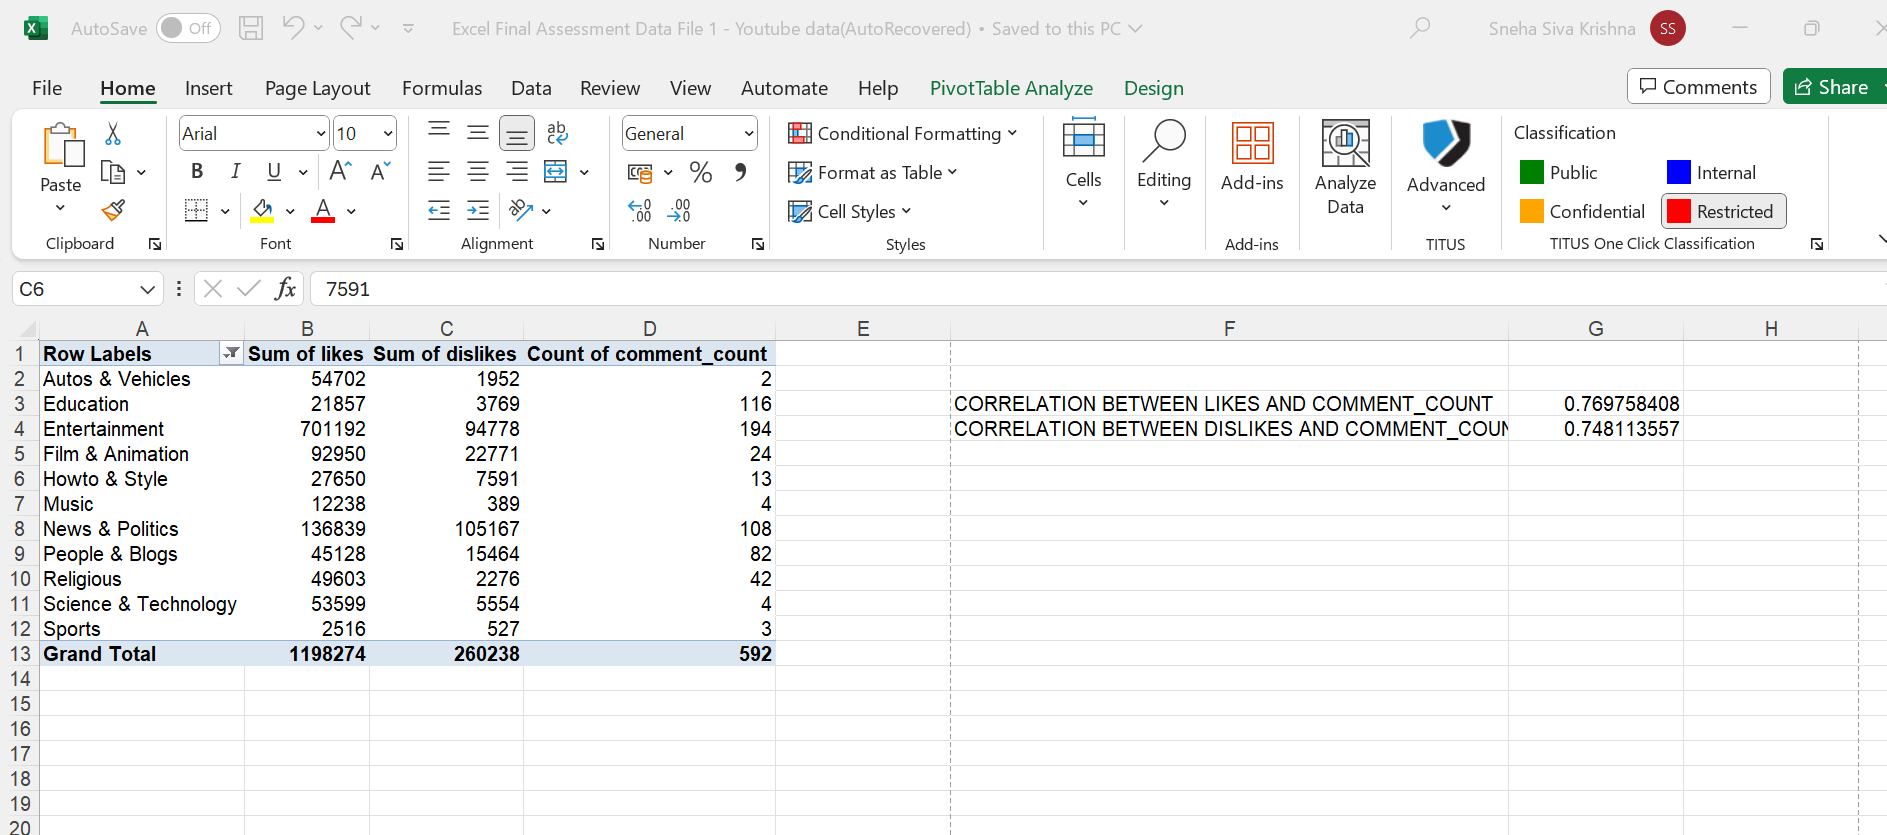 AutoSave Off Excel Final Assessment Data File 1 - Youtube data(AutoRecovered) • Saved to this PC Sneha Siva Krishna SS
File Home Insert Page Layout Formulas Data Review View Automate Help PivotTable Analyze Design Comments Share
Paste
Clipboard
Arial 10
B I U A A
A
Font
ab
Alignment
General
% 9
.00 .00
Number
Conditional Formatting
Format as Table
Cell Styles
Styles
Cells
Editing
Add-ins
Add-ins
Analyze
Data
Advanced
TITUS
Classification
Public Internal
Confidential Restricted
TITUS One Click Classification
C6 fx 7591
A B C D E F G H
1 Row Labels Sum of likes Sum of dislikes Count of comment_count
2 Autos & Vehicles 54702 1952 2
3 Education 21857 3769 116 CORRELATION BETWEEN LIKES AND COMMENT_COUNT 0.769758408
4 Entertainment 701192 94778 194 CORRELATION BETWEEN DISLIKES AND COMMENT_COUN 0.748113557
5 Film & Animation 92950 22771 24
6 Howto & Style 27650 7591 13
7 Music 12238 389 4
8 News & Politics 136839 105167 108
9 People & Blogs 45128 15464 82
10 Religious 49603 2276 42
11 Science & Technology 53599 5554 4
12 Sports 2516 527 3
13 Grand Total 1198274 260238 592
14
15
16
17
18
19
20